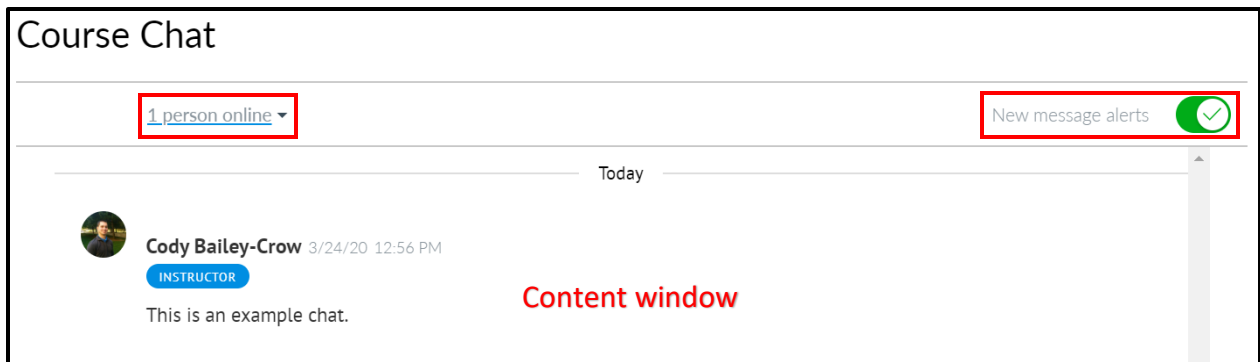 Course Chat
1 person online
New message alerts
Today
Cody Bailey-Crow 3/24/20 12:56 PM
INSTRUCTOR
Content window
This is an example chat.